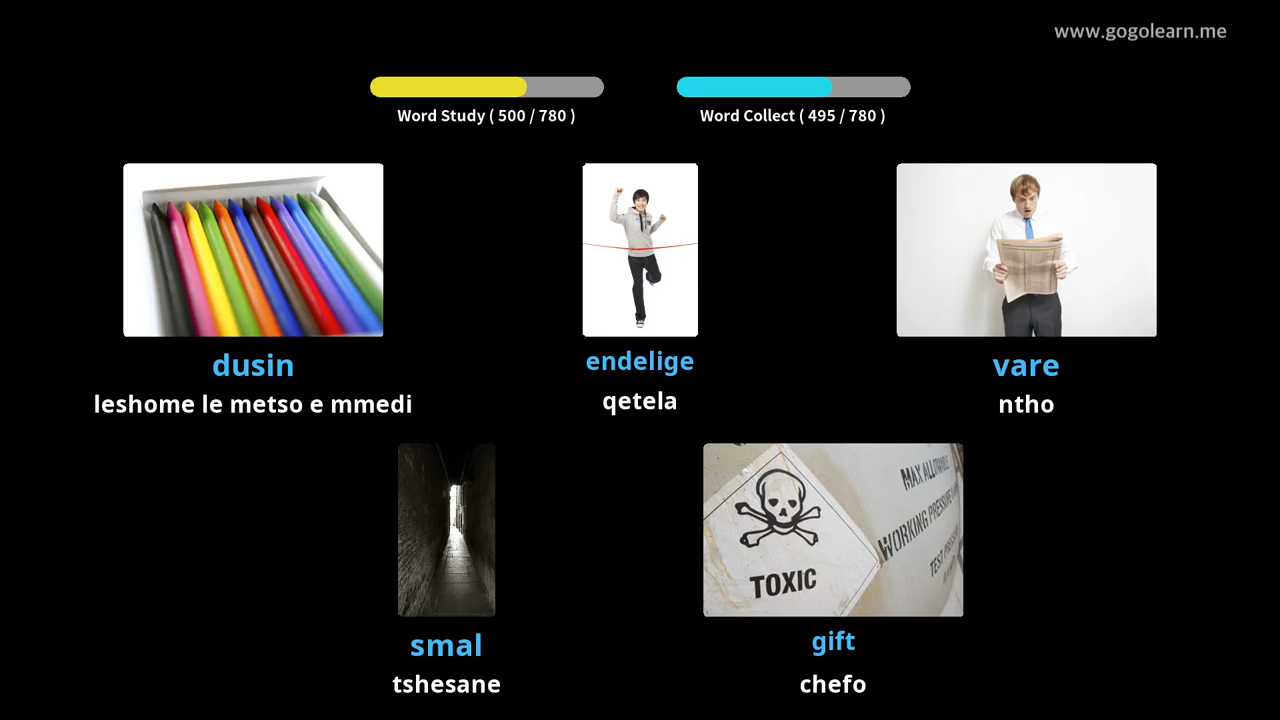 www.gogolearn.me
Word Study ( 500 / 780 )
Word Collect ( 495 / 780 )
dusin
leshome le metso e mmedi
endelige
qetela
vare
ntho
TOXIC
MAX ALLOWABLE
WORKING PRESSURE
TEST PRESSURE
smal
tshesane
gift
chefo